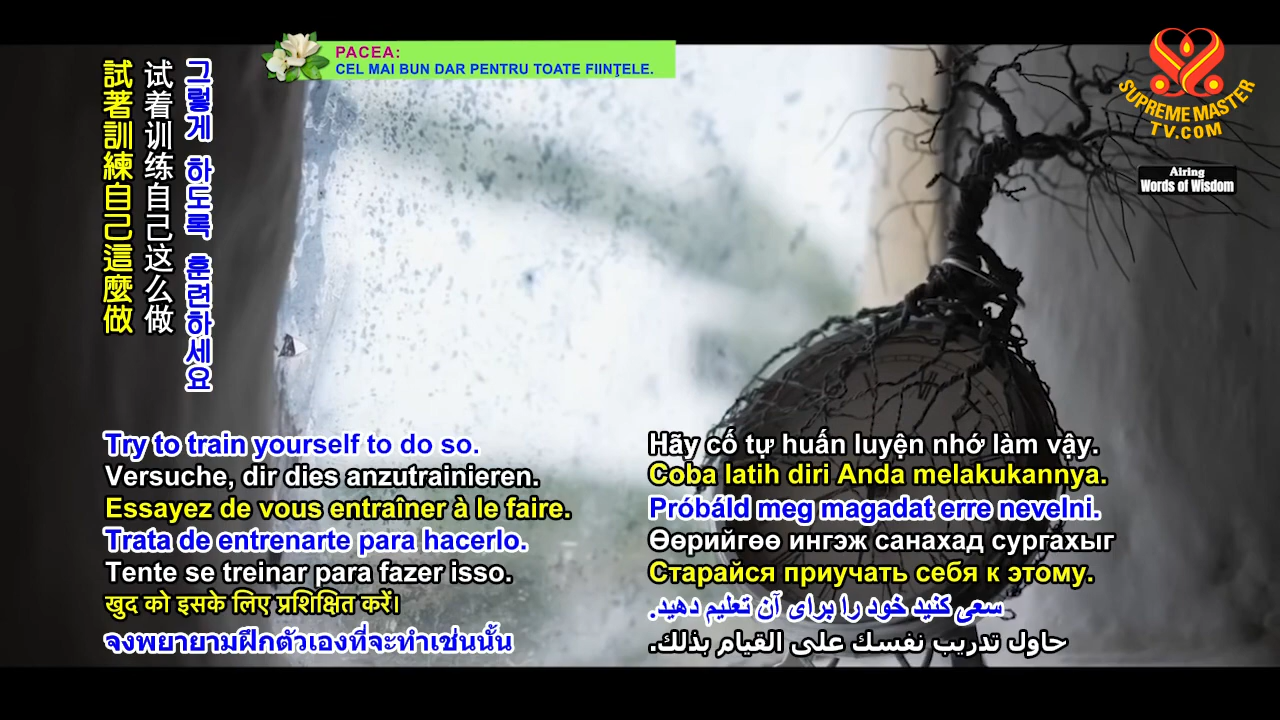 PACEA:
CEL MAI BUN DAR PENTRU TOATE FIINŢELE.
SUPREME MASTER
TV.COM
Airing
Words of Wisdom
試著訓練自己這麼做
试着训练自己这么做
그렇게 하도록 훈련하세요
Try to train yourself to do so.
Versuche, dir dies anzutrainieren.
Essayez de vous entraîner à le faire.
Trata de entrenarte para hacerlo.
Tente se treinar para fazer isso.
खुद को इसके लिए प्रशिक्षित करें।
จงพยายามฝึกตัวเองที่จะทำเช่นนั้น
Hãy cố tự huấn luyện nhớ làm vậy.
Coba latih diri Anda melakukannya.
Próbáld meg magadat erre nevelni.
Өөрийгөө ингэж санахад сургахыг
Старайся приучать себя к этому.
سعی کنید خود را برای آن تعلیم دهید.
حاول تدريب نفسك على القيام بذلك.